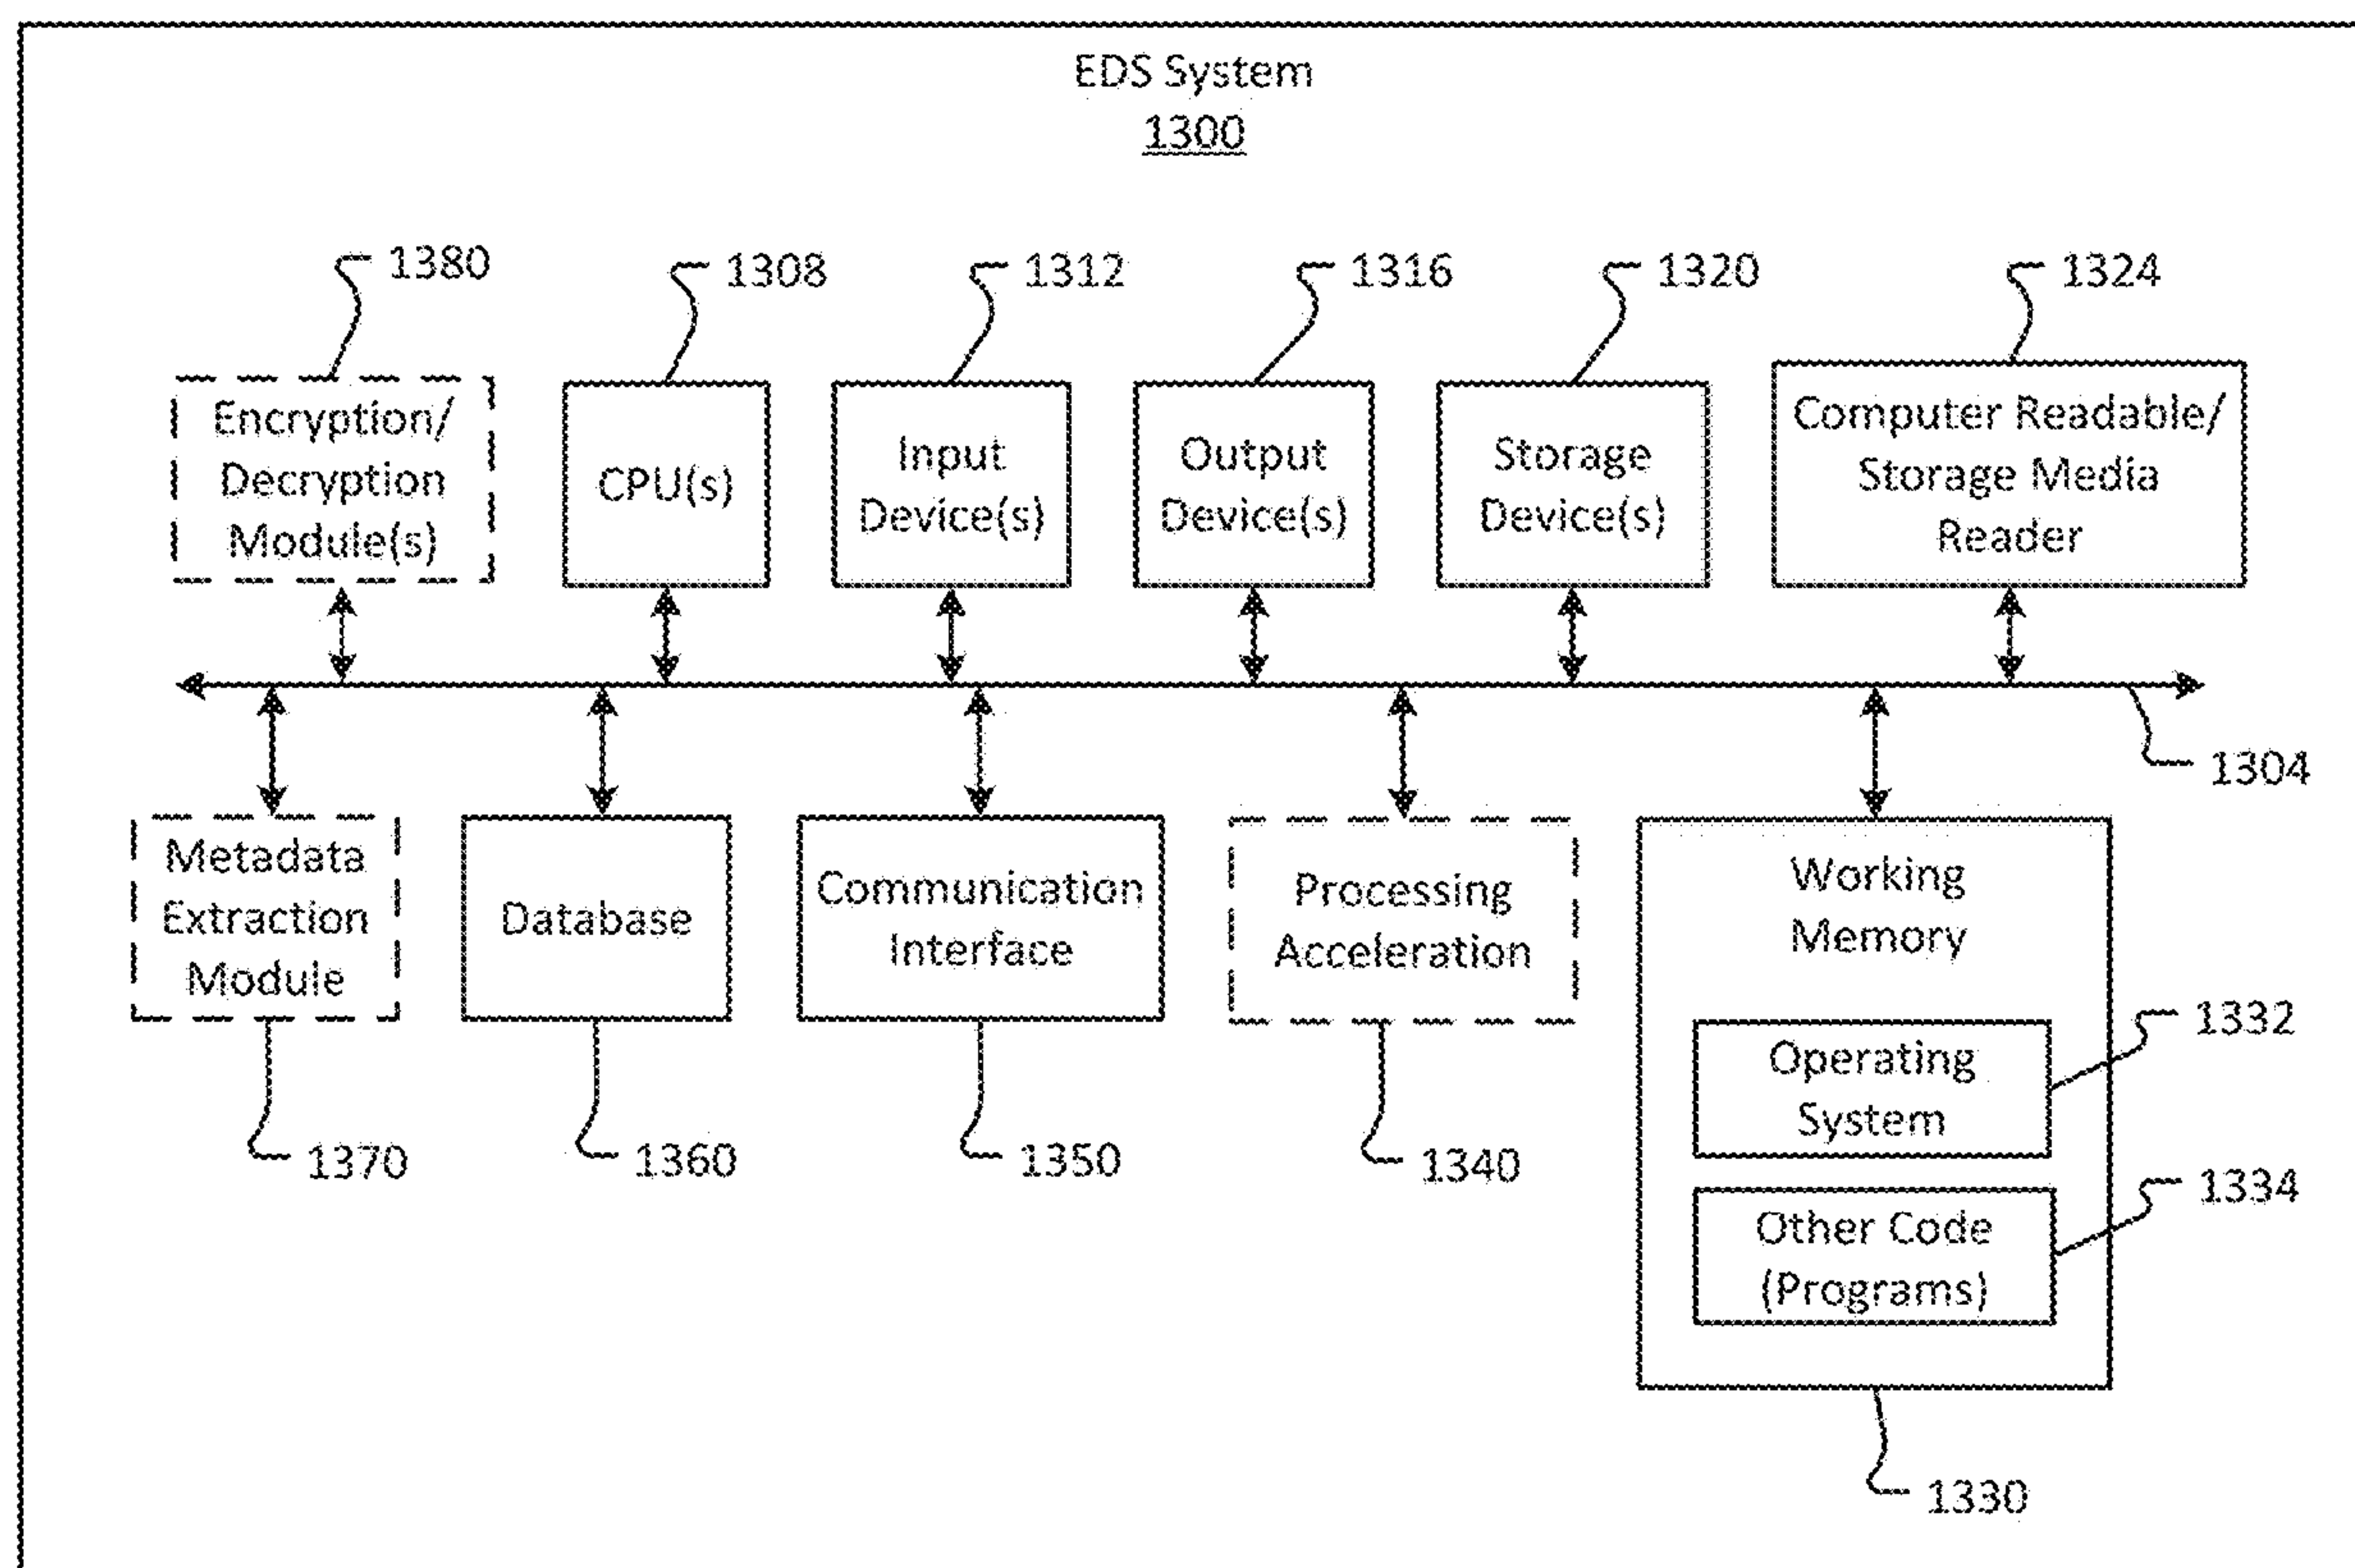 EDS System
1300
1380
1308
1312
1316
1320
1324
Encryption/
Decryption
Module(s)
CPU(s)
Input
Device(s)
Output
Device(s)
Storage
Device(s)
Computer Readable/
Storage Media
Reader
1304
Metadata
Extraction
Module
Database
Communication
Interface
Processing
Acceleration
Working
Memory
Operating
System
1332
Other Code
(Programs)
1334
1370
1360
1350
1340
1330